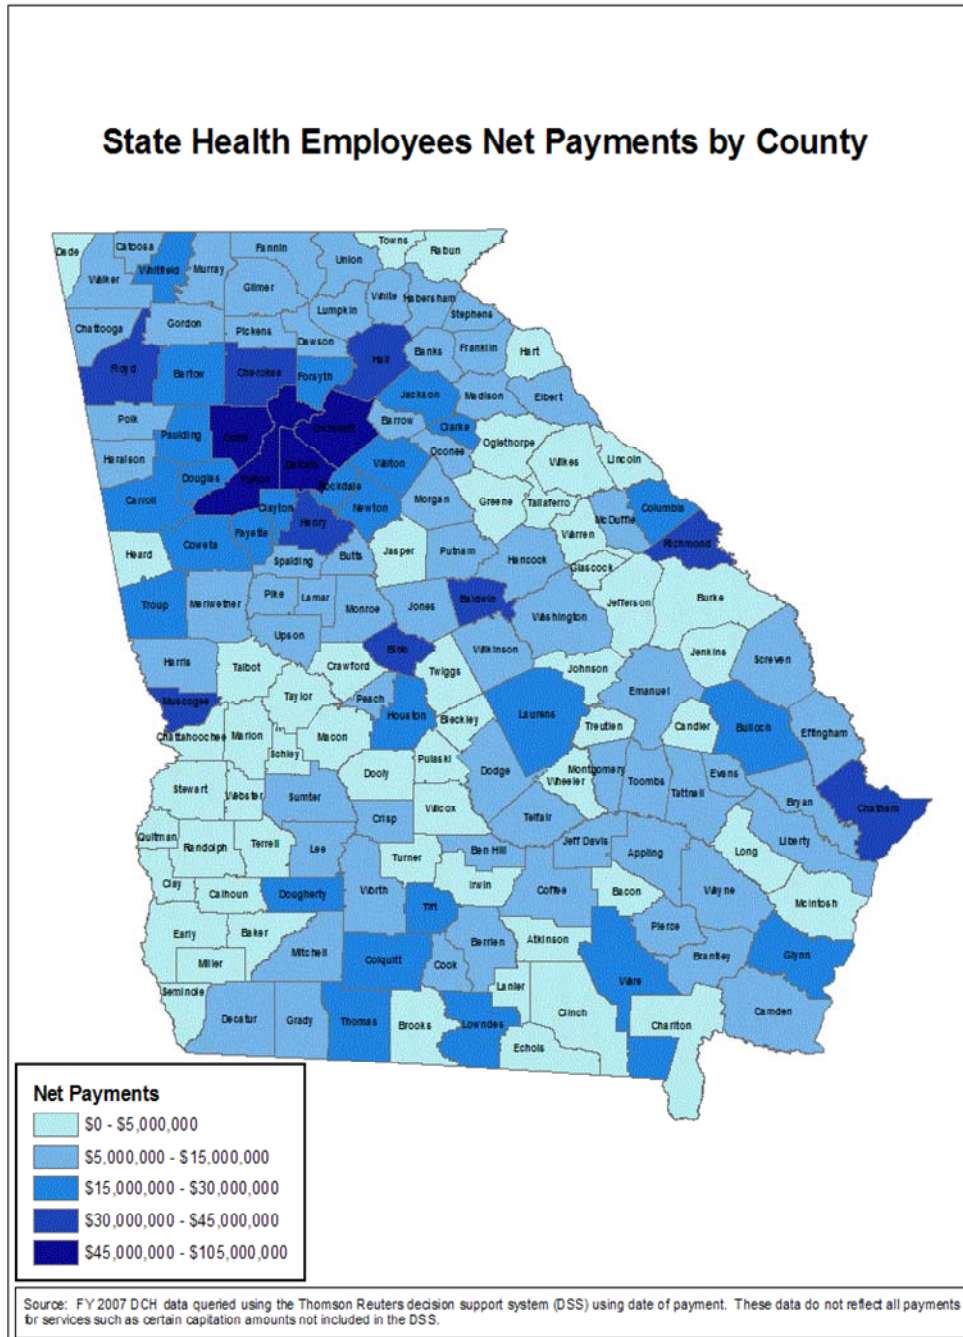 State Health Employees Net Payments by County
Dade
Catoosa
Whitfield
Walker
Murray
Fannin
Gilmer
Union
Towns
Rabun
White
Habersham
Lumpkin
Stephens
Chattooga
Gordon
Pickens
Dawson
Hall
Banks
Franklin
Hart
Floyd
Bartow
Cherokee
Forsyth
Jackson
Madison
Elbert
Polk
Paulding
Cobb
Gwinnett
Barrow
Clarke
Oglethorpe
Wilkes
Lincoln
Haralson
Douglas
Fulton
Dekalb
Walton
Oconee
Rockdale
Carroll
Clayton
Newton
Morgan
Greene
Taliaferro
McDuffie
Columbia
Henry
Fayette
Coweta
Heard
Spalding
Butts
Jasper
Putnam
Hancock
Warren
Glascock
Richmond
Troup
Meriwether
Pike
Lamar
Monroe
Jones
Baldwin
Washington
Jefferson
Burke
Upson
Harris
Talbot
Crawford
Bibb
Twiggs
Wilkinson
Johnson
Jenkins
Screven
Muscogee
Taylor
Peach
Houston
Bleckley
Laurens
Emanuel
Treutlen
Candler
Bulloch
Effingham
Chattahoochee
Marion
Schley
Macon
Pulaski
Dooly
Dodge
Wheeler
Montgomery
Toombs
Tattnall
Evans
Bryan
Chatham
Stewart
Webster
Sumter
Crisp
Wilcox
Telfair
Liberty
Quitman
Randolph
Terrell
Lee
Turner
Ben Hill
Jeff Davis
Appling
Long
Clay
Calhoun
Dougherty
Worth
Tift
Irwin
Coffee
Bacon
Wayne
McIntosh
Early
Baker
Miller
Mitchell
Colquitt
Cook
Berrien
Atkinson
Pierce
Brantley
Glynn
Ware
Seminole
Decatur
Grady
Thomas
Brooks
Lowndes
Lanier
Clinch
Echols
Charlton
Camden
Net Payments
$0 - $5,000,000
$5,000,000 - $15,000,000
$15,000,000 - $30,000,000
$30,000,000 - $45,000,000
$45,000,000 - $105,000,000
Source: FY 2007 DCH data queried using the Thomson Reuters decision support system (DSS) using date of payment. These data do not reflect all payments
for services such as certain capitation amounts not included in the DSS.